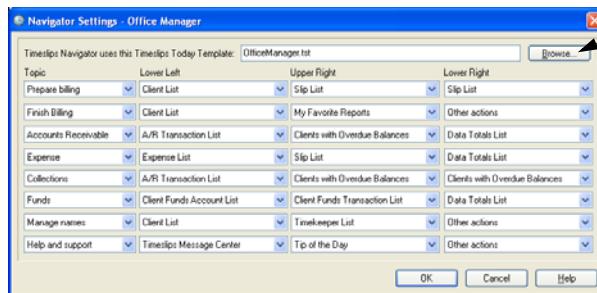 Navigator Settings - Office Manager
Timeslips Navigator uses this Timeslips Today Template: OfficeManager.tst Browse...
Topic Lower Left Upper Right Lower Right
Prepare billing Client List Slip List Slip List
Finish Billing Client List My Favorite Reports Other actions
Accounts Receivable A/R Transaction List Clients with Overdue Balances Data Totals List
Expense Expense List Slip List Data Totals List
Collections A/R Transaction List Clients with Overdue Balances Clients with Overdue Balances
Funds Client Funds Account List Client Funds Transaction List Data Totals List
Manage names Client List Timekeeper List Other actions
Help and support Timeslips Message Center Tip of the Day Other actions
OK Cancel Help